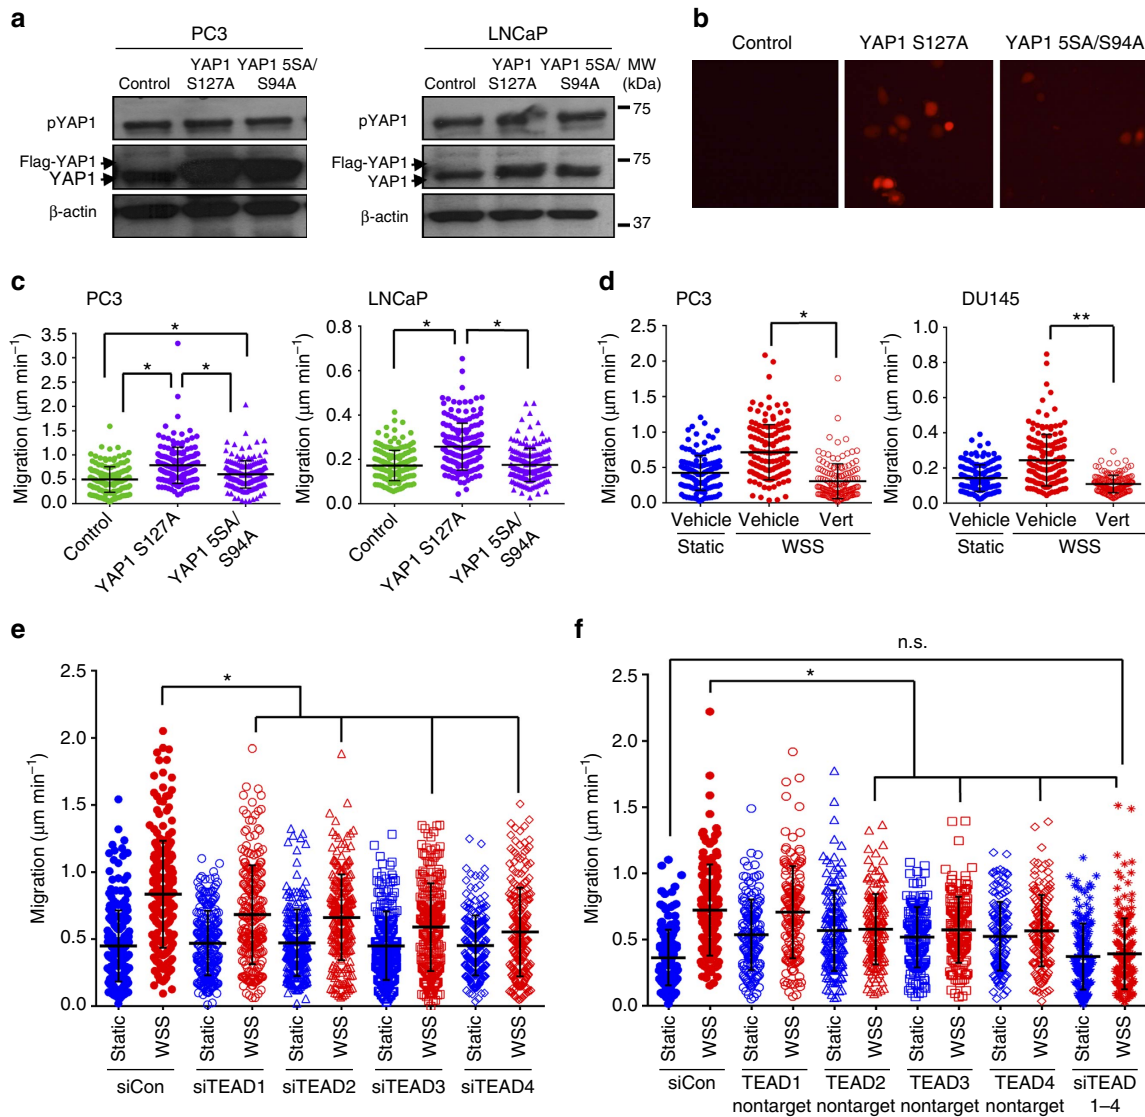 a
PC3
LNCaP
Control
YAP1 S127A
YAP1 5SA/ S94A
Control
YAP1 S127A
YAP1 5SA/ S94A
MW (kDa)
pYAP1
pYAP1
75
Flag-YAP1
YAP1
Flag-YAP1
YAP1
75
β-actin
β-actin
37
b
Control
YAP1 S127A
YAP1 5SA/S94A
c
PC3
Migration (μm min−1)
3.5
3.0
2.5
2.0
1.5
1.0
0.5
0.0
*
*
*
Control
YAP1 S127A
YAP1 5SA/
S94A
LNCaP
Migration (μm min−1)
0.8
0.6
0.4
0.2
0.0
*
*
Control
YAP1 S127A
YAP1 5SA/
S94A
d
PC3
Migration (μm min−1)
2.5
2.0
1.5
1.0
0.5
0.0
*
Vehicle Vehicle Vert
Static WSS
DU145
Migration (μm min−1)
1.0
0.8
0.6
0.4
0.2
0.0
**
Vehicle Vehicle Vert
Static WSS
e
Migration (μm min−1)
2.5
2.0
1.5
1.0
0.5
0.0
*
Static WSS Static WSS Static WSS Static WSS Static WSS
siCon siTEAD1 siTEAD2 siTEAD3 siTEAD4
f
Migration (μm min−1)
2.5
2.0
1.5
1.0
0.5
0.0
n.s.
*
Static WSS Static WSS Static WSS Static WSS Static WSS Static WSS
siCon TEAD1 TEAD2 TEAD3 TEAD4 siTEAD
nontarget nontarget nontarget nontarget 1–4